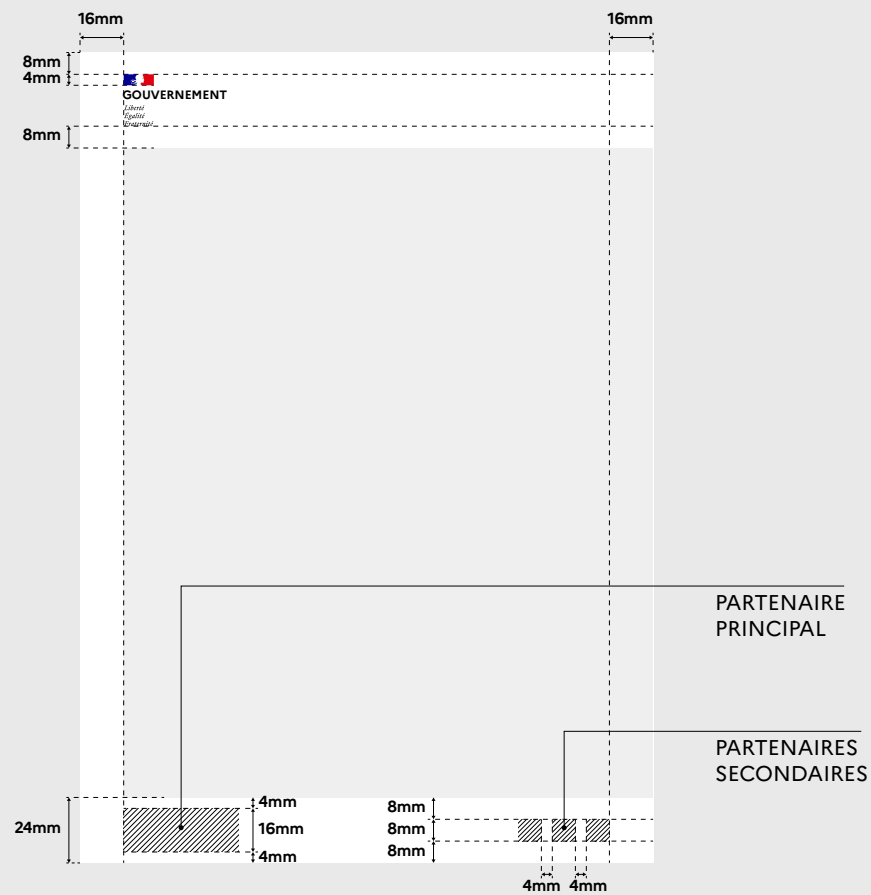 16mm
16mm
8mm
4mm
GOUVERNEMENT
Liberté
Égalité
Fraternité
8mm
PARTENAIRE
PRINCIPAL
PARTENAIRES
SECONDAIRES
24mm
4mm
16mm
4mm
8mm
8mm
8mm
4mm
4mm